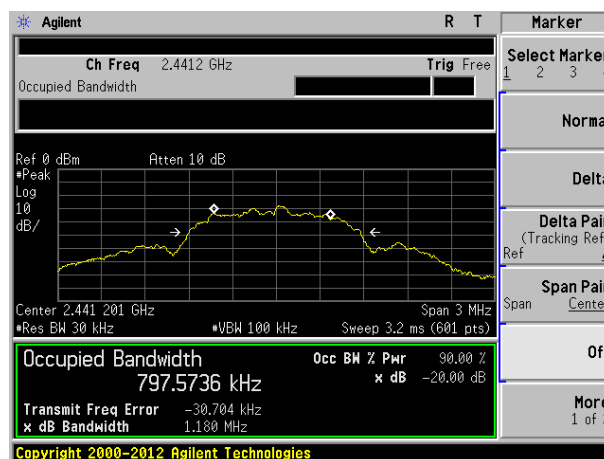 Agilent R T Marker
Ch Freq 2.4412 GHz Trig Free
Occupied Bandwidth
Select Marker
1 2 3
Normal
Ref 0 dBm Atten 10 dB
#Peak
Log
10
dB/
Delta
Delta Pair
(Tracking Ref)
Ref
Span Pair
Span Center
Center 2.441 201 GHz Span 3 MHz
#Res BW 30 kHz #VBW 100 kHz Sweep 3.2 ms (601 pts)
Off
Occupied Bandwidth Occ BW % Pwr 90.00 %
797.5736 kHz x dB -20.00 dB
Transmit Freq Error -30.704 kHz
x dB Bandwidth 1.180 MHz
More
1 of
Copyright 2000-2012 Agilent Technologies